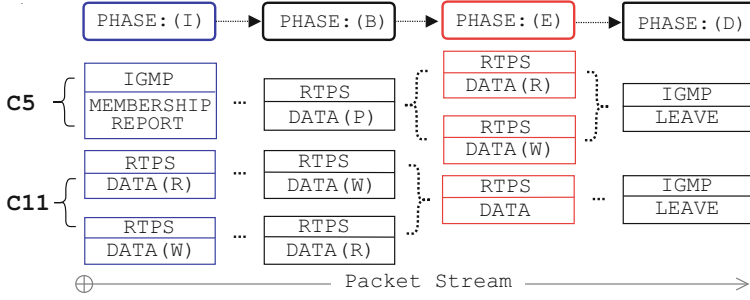 PHASE:(I) PHASE:(B) PHASE:(E) PHASE:(D)
C5
IGMP
MEMBERSHIP
REPORT
...
RTPS
DATA(P)
RTPS
DATA(R)
RTPS
DATA(W)
IGMP
LEAVE
C11
RTPS
DATA(R)
...
RTPS
DATA(W)
RTPS
DATA(W)
...
RTPS
DATA(R)
RTPS
DATA
...
IGMP
LEAVE
Packet Stream